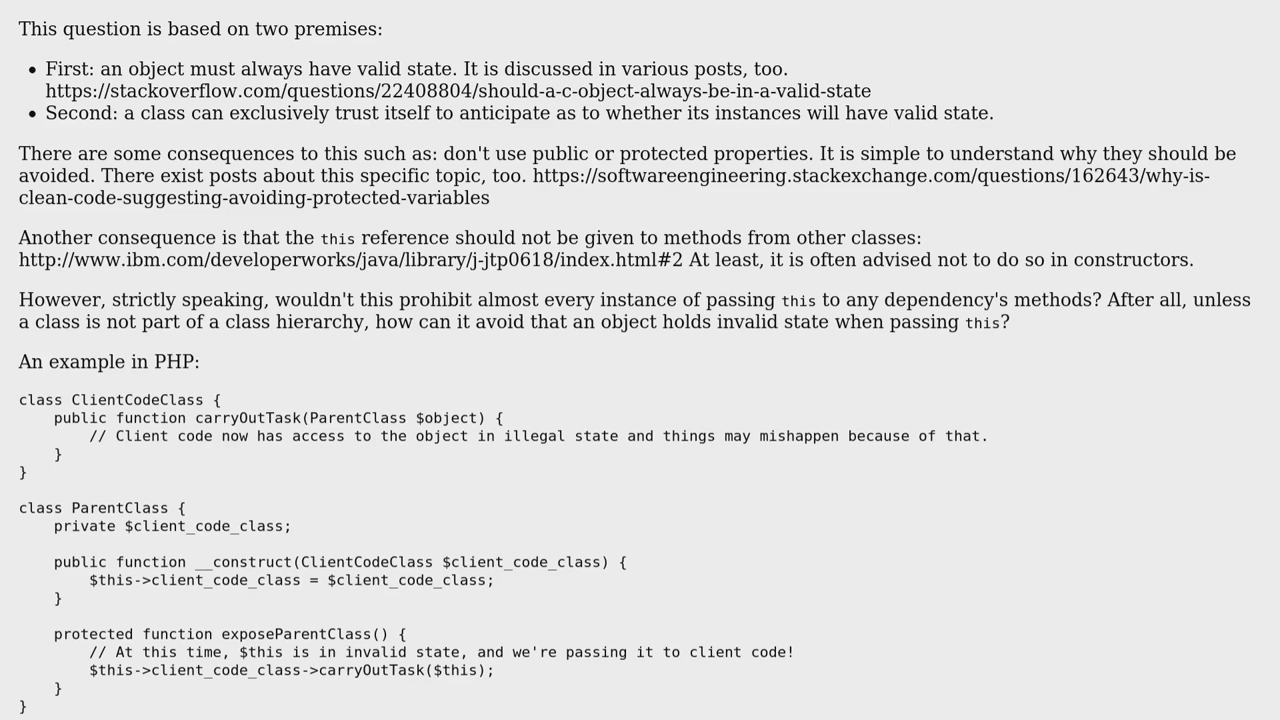 This question is based on two premises:
• First: an object must always have valid state. It is discussed in various posts, too.
https://stackoverflow.com/questions/22408804/should-a-c-object-always-be-in-a-valid-state
• Second: a class can exclusively trust itself to anticipate as to whether its instances will have valid state.
There are some consequences to this such as: don't use public or protected properties. It is simple to understand why they should be
avoided. There exist posts about this specific topic, too. https://softwareengineering.stackexchange.com/questions/162643/why-is-
clean-code-suggesting-avoiding-protected-variables
Another consequence is that the this reference should not be given to methods from other classes:
http://www.ibm.com/developerworks/java/library/j-jtp0618/index.html#2 At least, it is often advised not to do so in constructors.
However, strictly speaking, wouldn't this prohibit almost every instance of passing this to any dependency's methods? After all, unless
a class is not part of a class hierarchy, how can it avoid that an object holds invalid state when passing this?
An example in PHP:
class ClientCodeClass {
    public function carryOutTask(ParentClass $object) {
        // Client code now has access to the object in illegal state and things may mishappen because of that.
    }
}
class ParentClass {
    private $client_code_class;
    public function __construct(ClientCodeClass $client_code_class) {
        $this->client_code_class = $client_code_class;
    }
    protected function exposeParentClass() {
        // At this time, $this is in invalid state, and we're passing it to client code!
        $this->client_code_class->carryOutTask($this);
    }
}